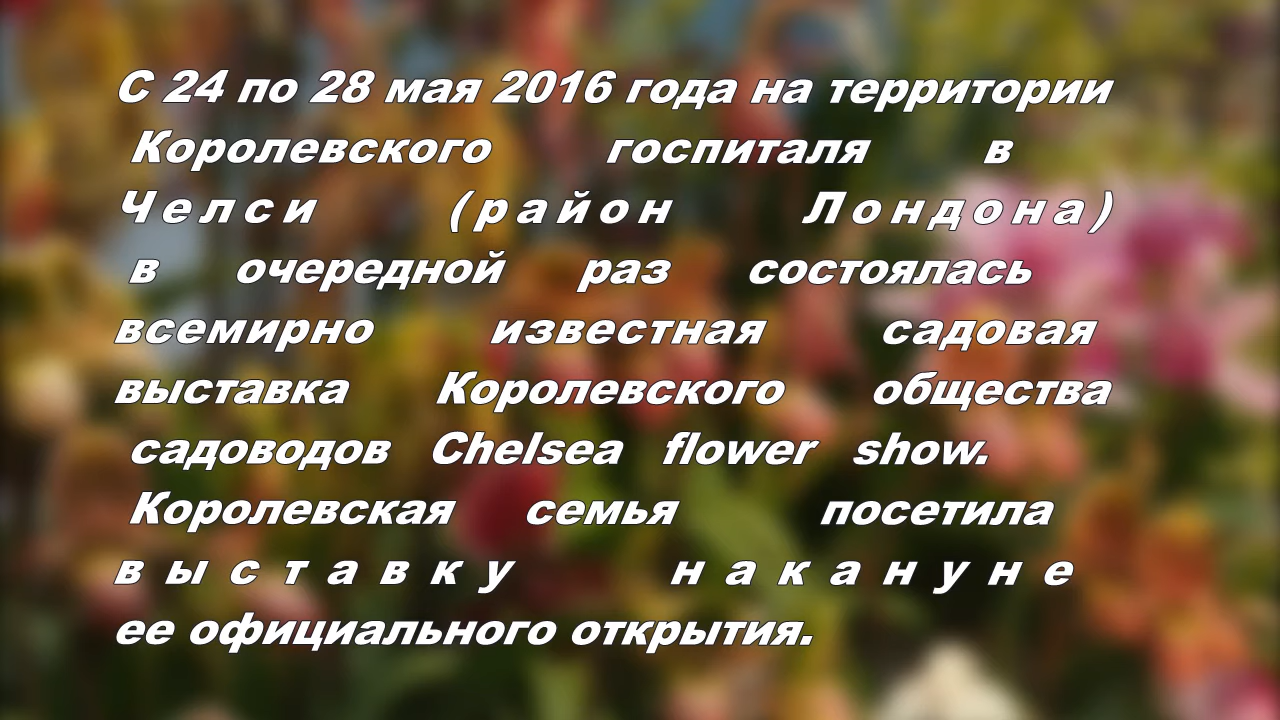 С 24 по 28 мая 2016 года на территории
Королевского госпиталя в
Челси (район Лондона)
в очередной раз состоялась
всемирно известная садовая
выставка Королевского общества
садоводов Chelsea flower show.
Королевская семья посетила
выставку накануне
ее официального открытия.